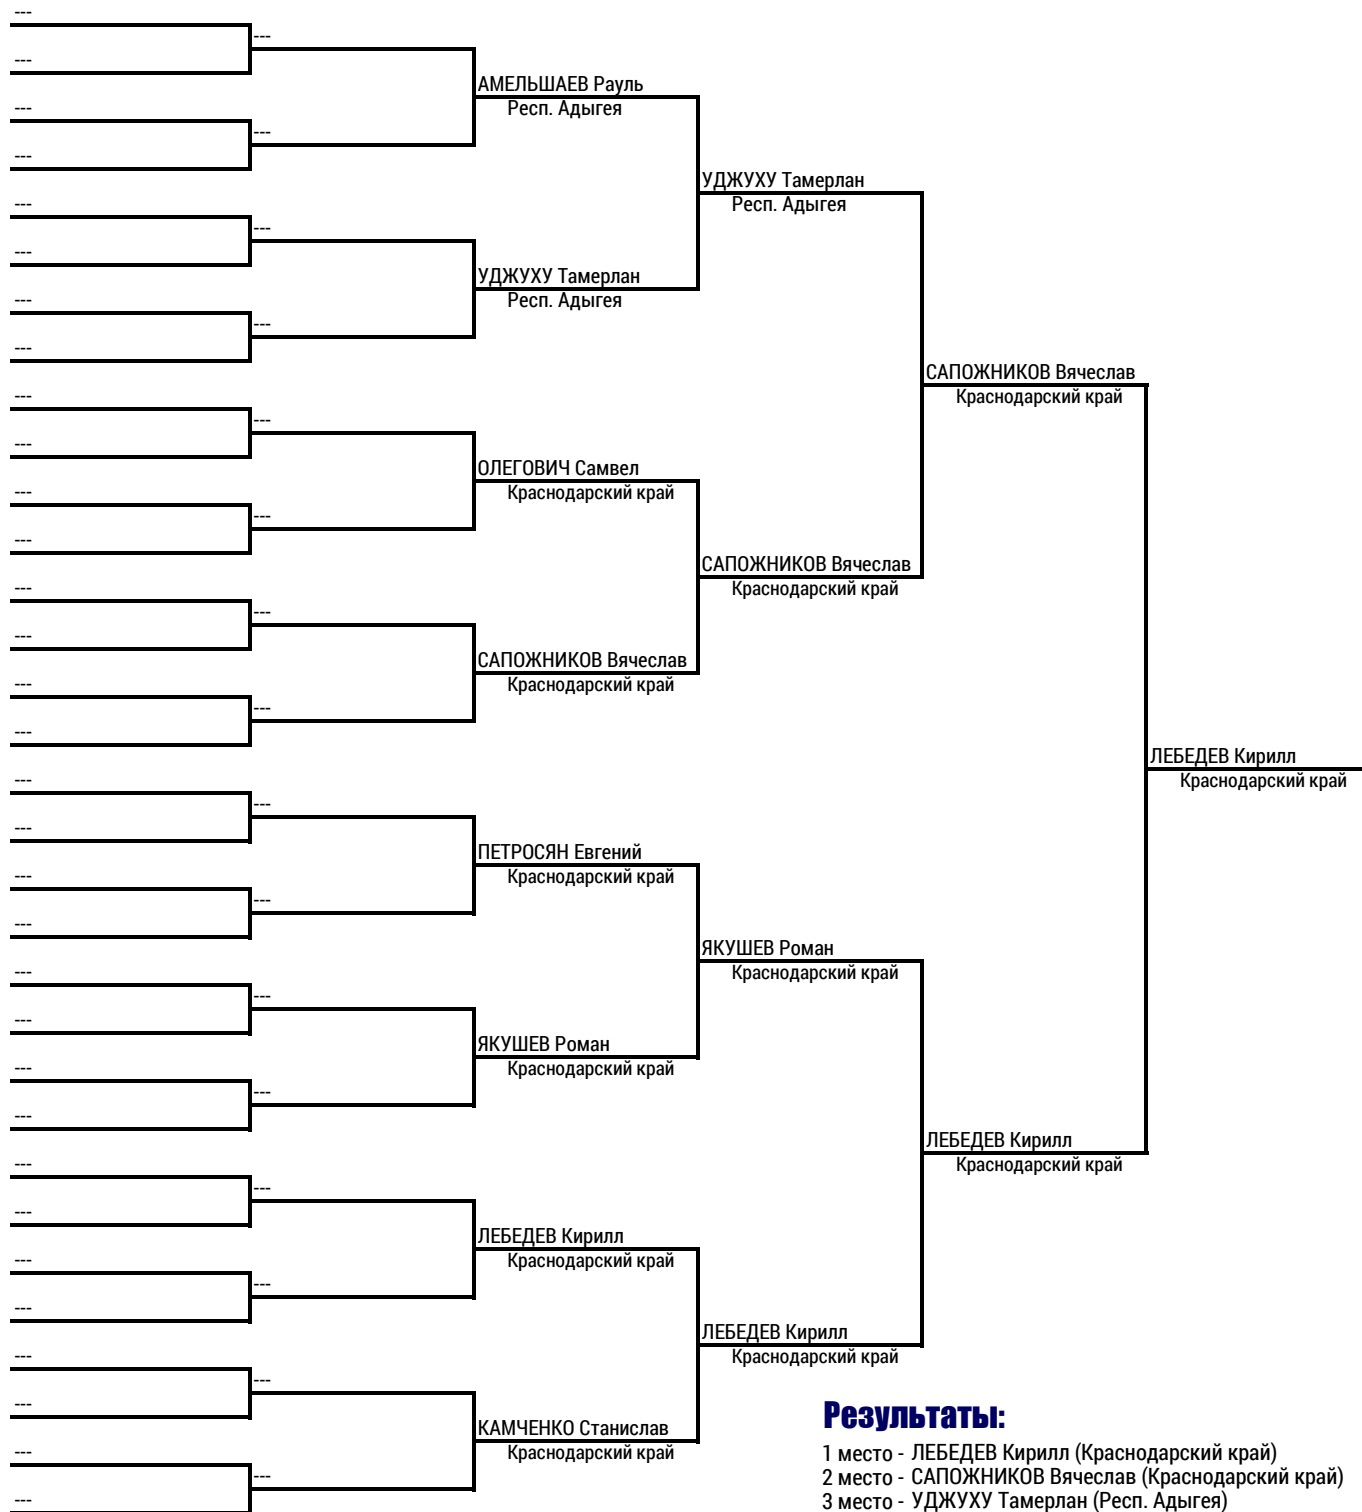 ---
---
---
---
---
---
АМЕЛЬШАЕВ Рауль
Респ. Адыгея
УДЖУХУ Тамерлан
Респ. Адыгея
---
---
---
---
---
---
УДЖУХУ Тамерлан
Респ. Адыгея
САПОЖНИКОВ Вячеслав
Краснодарский край
---
---
---
---
---
---
ОЛЕГОВИЧ Самвел
Краснодарский край
САПОЖНИКОВ Вячеслав
Краснодарский край
---
---
---
---
---
---
САПОЖНИКОВ Вячеслав
Краснодарский край
ЛЕБЕДЕВ Кирилл
Краснодарский край
---
---
---
---
---
---
ПЕТРОСЯН Евгений
Краснодарский край
ЯКУШЕВ Роман
Краснодарский край
---
---
---
---
---
---
ЯКУШЕВ Роман
Краснодарский край
ЛЕБЕДЕВ Кирилл
Краснодарский край
---
---
---
---
---
---
ЛЕБЕДЕВ Кирилл
Краснодарский край
ЛЕБЕДЕВ Кирилл
Краснодарский край
---
---
---
---
---
---
КАМЧЕНКО Станислав
Краснодарский край
Результаты:
1 место - ЛЕБЕДЕВ Кирилл (Краснодарский край)
2 место - САПОЖНИКОВ Вячеслав (Краснодарский край)
3 место - УДЖУХУ Тамерлан (Респ. Адыгея)